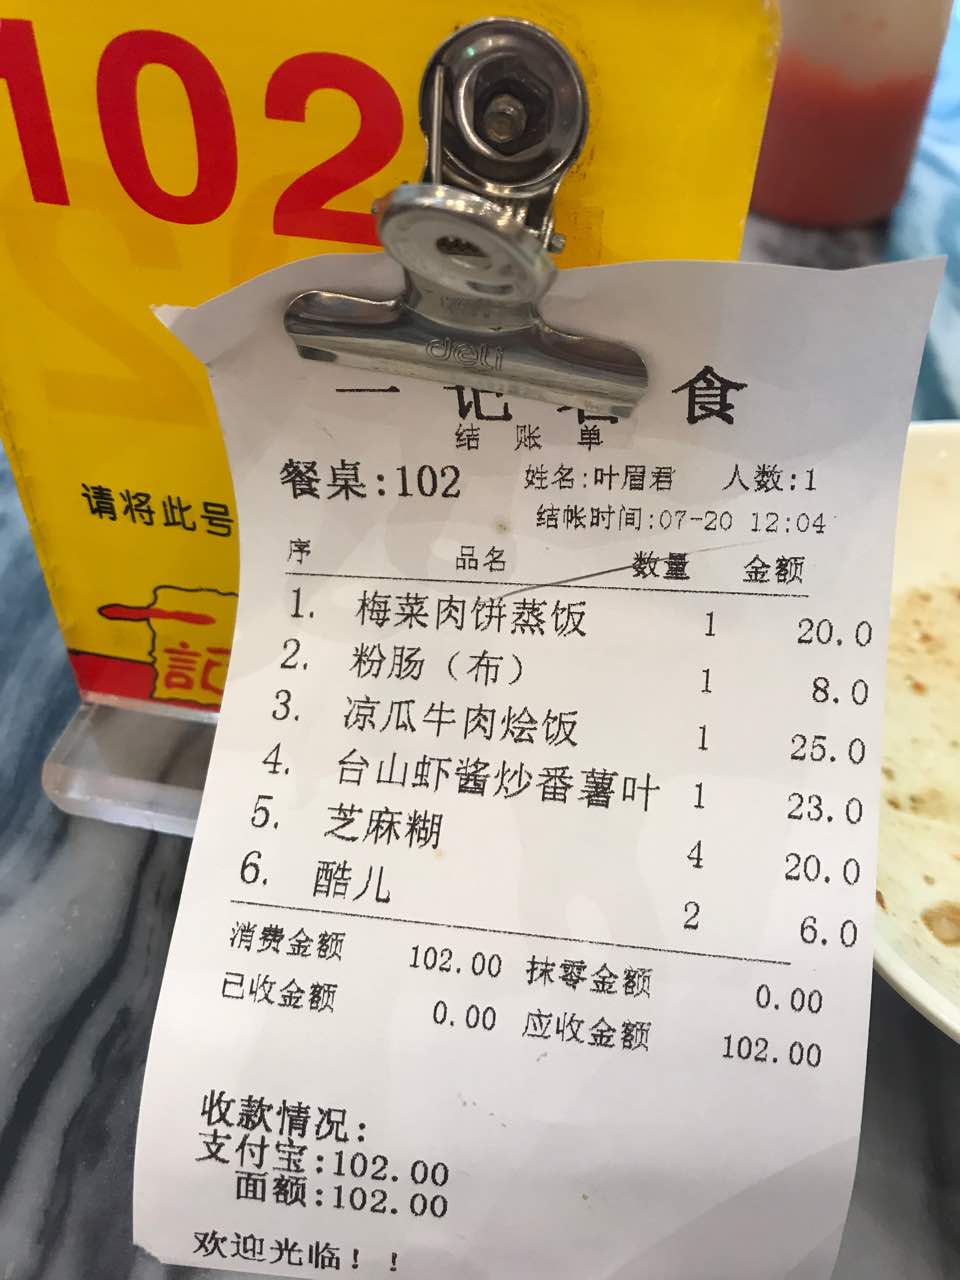 102
deli
一记 食
结账单
餐桌:102 姓名:叶眉君 人数:1
结帐时间:07-20 12:04
序 品名 数量 金额
1. 梅菜肉饼蒸饭 1 20.0
2. 粉肠（布） 1 8.0
3. 凉瓜牛肉烩饭 1 25.0
4. 台山虾酱炒番薯叶 1 23.0
5. 芝麻糊 4 20.0
6. 酷儿 2 6.0
消费金额 102.00 抹零金额 0.00
已收金额 0.00 应收金额 102.00
收款情况:
支付宝:102.00
面额:102.00
欢迎光临！！
请将此号
一
記